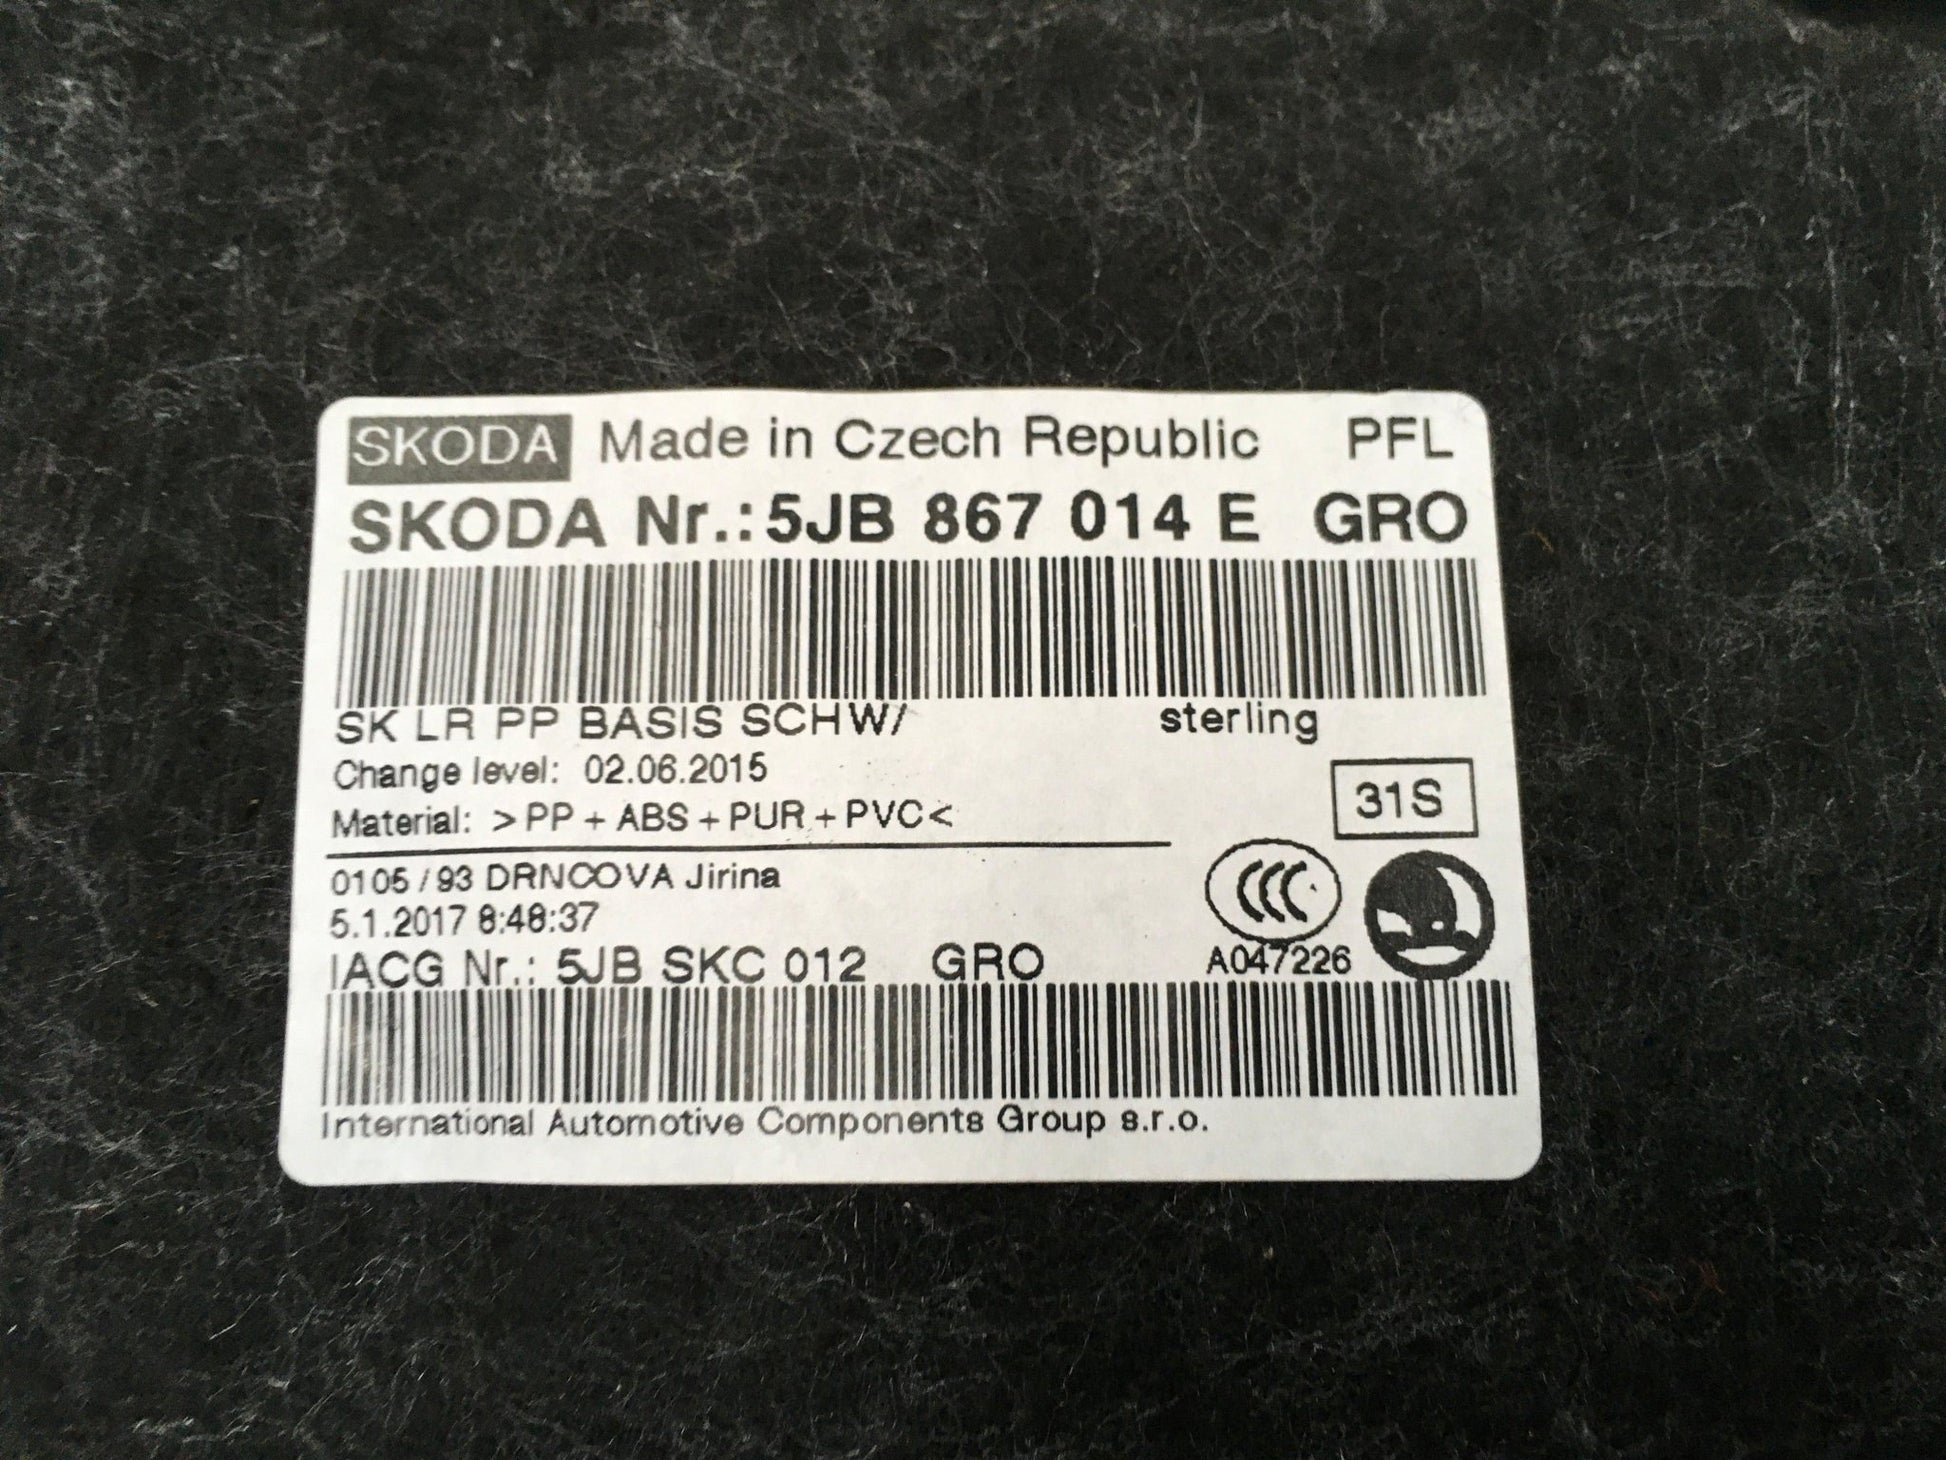 SKODA Made in Czech Republic PFL
SKODA Nr.: 5JB 867 014 E GRO
SK LR PP BASIS SCHW/ sterling
Change level: 02.06.2015
31S
Material: >PP+ABS+PUR+PVC<
0105/93 DRNCOVA Jirina
CCC
5.1.2017 8:48:37
IACG Nr.: 5JB SKC 012 GRO A047226
International Automotive Components Group s.r.o.